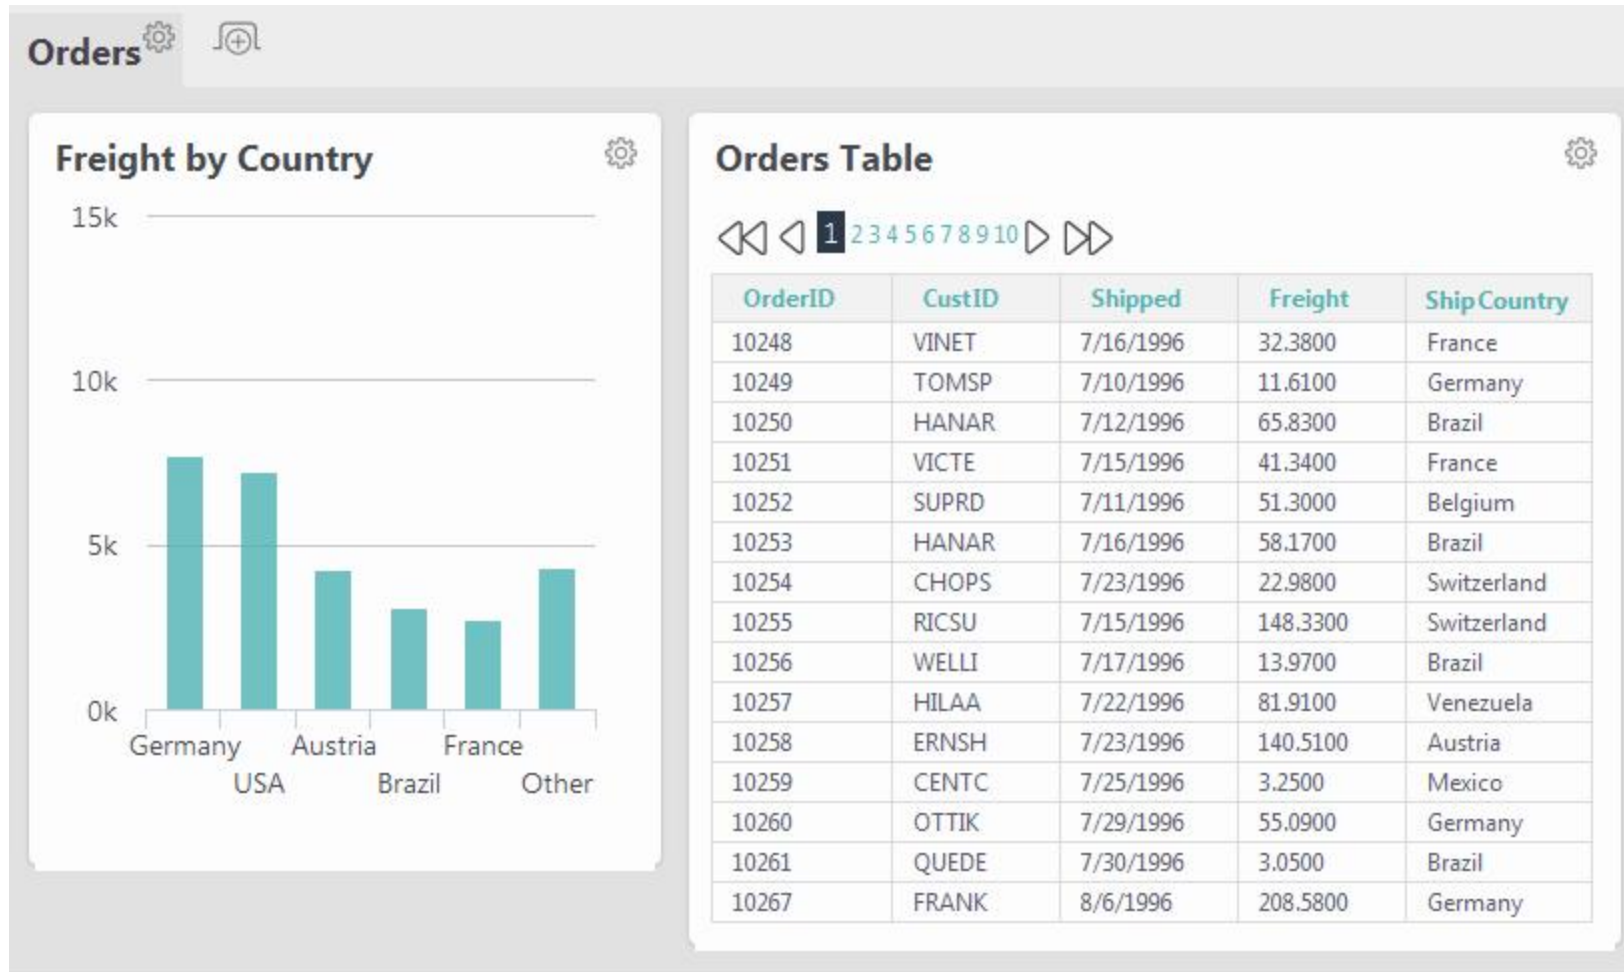 Orders
Freight by Country
15k
10k
5k
0k
Germany Austria France
USA Brazil Other
Orders Table
1 2 3 4 5 6 7 8 9 10
OrderID CustID Shipped Freight ShipCountry
10248 VINET 7/16/1996 32.3800 France
10249 TOMSP 7/10/1996 11.6100 Germany
10250 HANAR 7/12/1996 65.8300 Brazil
10251 VICTE 7/15/1996 41.3400 France
10252 SUPRD 7/11/1996 51.3000 Belgium
10253 HANAR 7/16/1996 58.1700 Brazil
10254 CHOPS 7/23/1996 22.9800 Switzerland
10255 RICSU 7/15/1996 148.3300 Switzerland
10256 WELLI 7/17/1996 13.9700 Brazil
10257 HILAA 7/22/1996 81.9100 Venezuela
10258 ERNSH 7/23/1996 140.5100 Austria
10259 CENTC 7/25/1996 3.2500 Mexico
10260 OTTIK 7/29/1996 55.0900 Germany
10261 QUEDE 7/30/1996 3.0500 Brazil
10267 FRANK 8/6/1996 208.5800 Germany